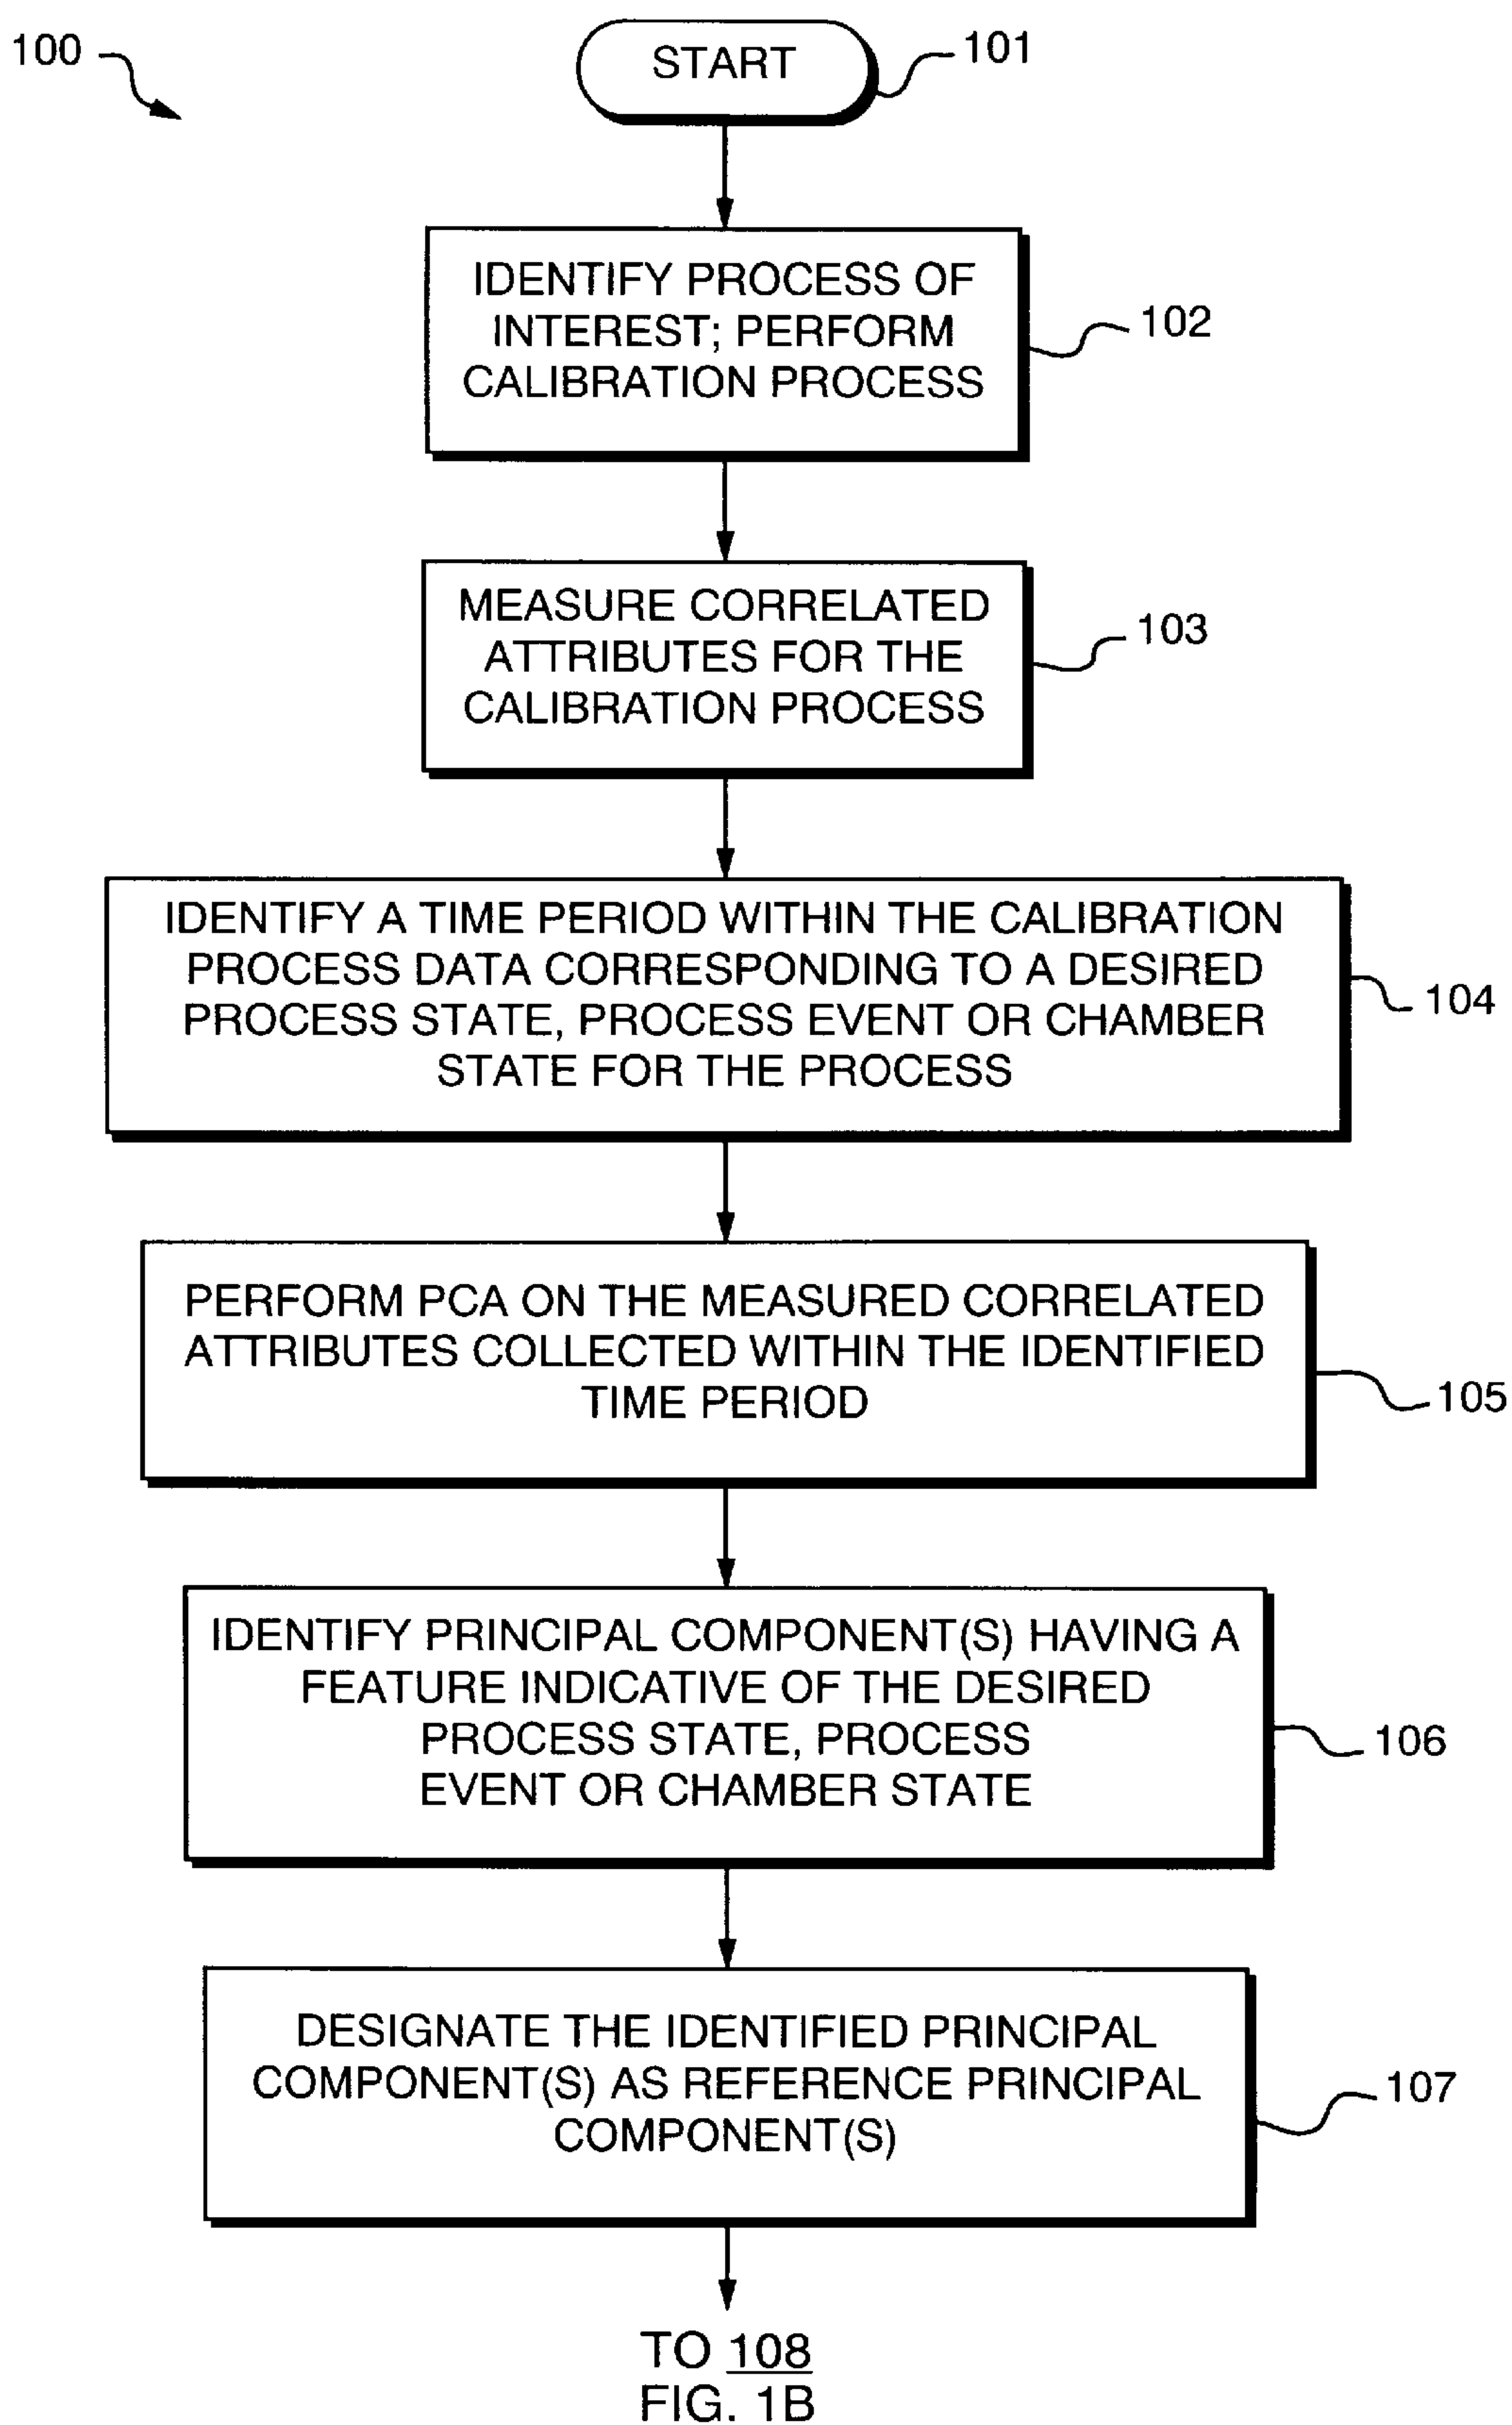 100
START
101
IDENTIFY PROCESS OF
INTEREST; PERFORM
CALIBRATION PROCESS
102
MEASURE CORRELATED
ATTRIBUTES FOR THE
CALIBRATION PROCESS
103
IDENTIFY A TIME PERIOD WITHIN THE CALIBRATION
PROCESS DATA CORRESPONDING TO A DESIRED
PROCESS STATE, PROCESS EVENT OR CHAMBER
STATE FOR THE PROCESS
104
PERFORM PCA ON THE MEASURED CORRELATED
ATTRIBUTES COLLECTED WITHIN THE IDENTIFIED
TIME PERIOD
105
IDENTIFY PRINCIPAL COMPONENT(S) HAVING A
FEATURE INDICATIVE OF THE DESIRED
PROCESS STATE, PROCESS
EVENT OR CHAMBER STATE
106
DESIGNATE THE IDENTIFIED PRINCIPAL
COMPONENT(S) AS REFERENCE PRINCIPAL
COMPONENT(S)
107
TO 108
FIG. 1B